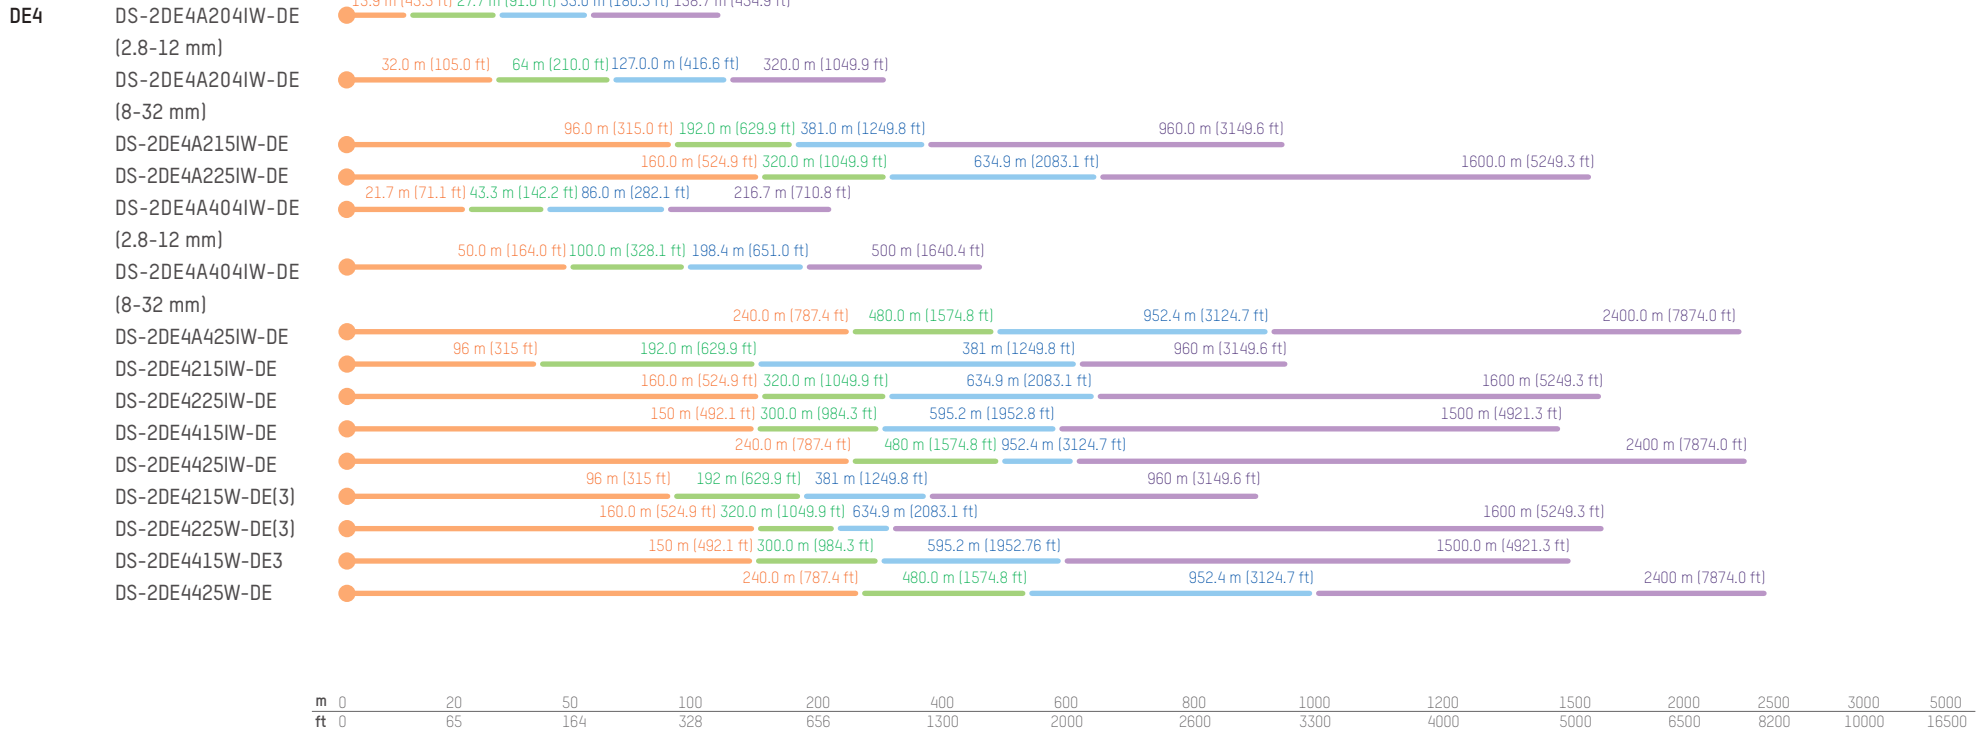 DE4 DS-2DE4A204IW-DE
(2.8-12 mm)
32.0 m (105.0 ft) 64 m (210.0 ft) 127.0.0 m (416.6 ft) 320.0 m (1049.9 ft)
DS-2DE4A204IW-DE
(8-32 mm)
96.0 m (315.0 ft) 192.0 m (629.9 ft) 381.0 m (1249.8 ft) 960.0 m (3149.6 ft)
DS-2DE4A215IW-DE
160.0 m (524.9 ft) 320.0 m (1049.9 ft) 634.9 m (2083.1 ft) 1600.0 m (5249.3 ft)
DS-2DE4A225IW-DE
21.7 m (71.1 ft) 43.3 m (142.2 ft) 86.0 m (282.1 ft) 216.7 m (710.8 ft)
DS-2DE4A404IW-DE
(2.8-12 mm)
50.0 m (164.0 ft) 100.0 m (328.1 ft) 198.4 m (651.0 ft) 500 m (1640.4 ft)
DS-2DE4A404IW-DE
(8-32 mm)
240.0 m (787.4 ft) 480.0 m (1574.8 ft) 952.4 m (3124.7 ft) 2400.0 m (7874.0 ft)
DS-2DE4A425IW-DE
96 m (315 ft) 192.0 m (629.9 ft) 381 m (1249.8 ft) 960 m (3149.6 ft)
DS-2DE4215IW-DE
160.0 m (524.9 ft) 320.0 m (1049.9 ft) 634.9 m (2083.1 ft) 1600 m (5249.3 ft)
DS-2DE4225IW-DE
150 m (492.1 ft) 300.0 m (984.3 ft) 595.2 m (1952.8 ft) 1500 m (4921.3 ft)
DS-2DE4415IW-DE
240.0 m (787.4 ft) 480 m (1574.8 ft) 952.4 m (3124.7 ft) 2400 m (7874.0 ft)
DS-2DE4425IW-DE
96 m (315 ft) 192 m (629.9 ft) 381 m (1249.8 ft) 960 m (3149.6 ft)
DS-2DE4215W-DE(3)
160.0 m (524.9 ft) 320.0 m (1049.9 ft) 634.9 m (2083.1 ft) 1600 m (5249.3 ft)
DS-2DE4225W-DE(3)
150 m (492.1 ft) 300.0 m (984.3 ft) 595.2 m (1952.76 ft) 1500.0 m (4921.3 ft)
DS-2DE4415W-DE3
240.0 m (787.4 ft) 480.0 m (1574.8 ft) 952.4 m (3124.7 ft) 2400 m (7874.0 ft)
DS-2DE4425W-DE
m 0 20 50 100 200 400 600 800 1000 1200 1500 2000 2500 3000 5000
ft 0 65 164 328 656 1300 2000 2600 3300 4000 5000 6500 8200 10000 16500